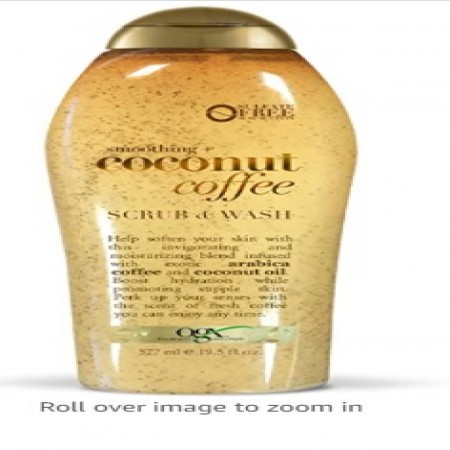 SULFATE
FREE
smoothing +
coconut
coffee
SCRUB & WASH
Help soften your skin with
this invigorating and
moisturizing blend infused
with exotic arabica
coffee and coconut oil.
Boost hydration while
promoting supple skin.
Perk up your senses with
the scent of fresh coffee
you can enjoy any time.
ogx
577 ml ℮ 19.5 fl. oz.
Roll over image to zoom in